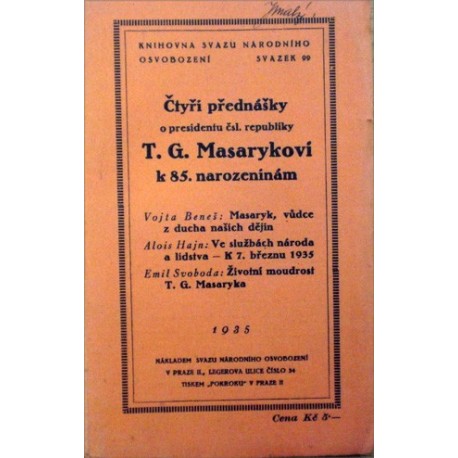 KNIHOVNA SVAZU NÁRODNÍHO
OSVOBOZENÍ SVAZEK 99
Čtyři přednášky
o presidentu čsl. republiky
T. G. Masarykovi
k 85. narozeninám
Vojta Beneš: Masaryk, vůdce
z ducha našich dějin
Alois Hajn: Ve službách národa
a lidstva – K 7. březnu 1935
Emil Svoboda: Životní moudrost
T. G. Masaryka
1935
NÁKLADEM SVAZU NÁRODNÍHO OSVOBOZENÍ
V PRAZE II., LEGEROVA ULICE ČÍSLO 34
TISKEM „POKROKU" V PRAZE II
Cena Kč 5·—